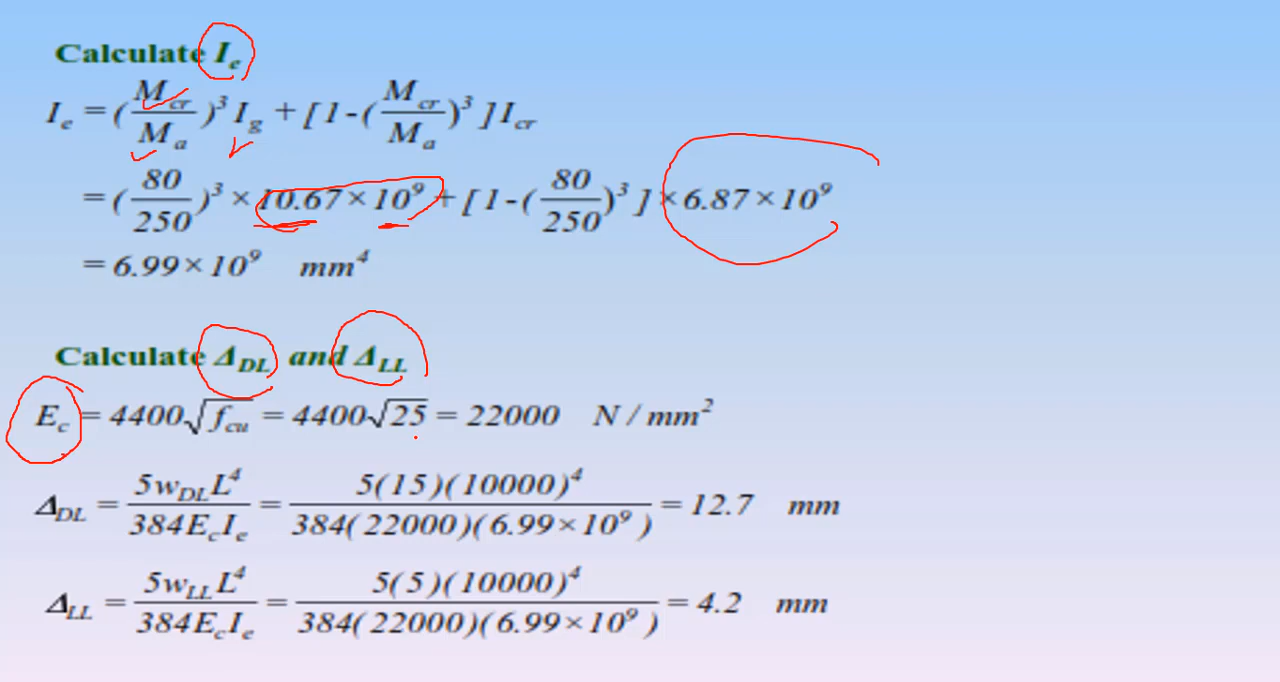 Calculate I_e
I_e = (M_cr / M_a)^3 I_g + [1-(M_cr / M_a)^3] I_cr
= (80 / 250)^3 × 10.67 × 10^9 + [1-(80 / 250)^3] × 6.87 × 10^9
= 6.99 × 10^9 mm^4
Calculate Δ_DL and Δ_LL
E_c = 4400√f_cu = 4400√25 = 22000 N / mm^2
Δ_DL = 5w_DL L^4 / 384E_c I_e = 5(15)(10000)^4 / 384(22000)(6.99 × 10^9) = 12.7 mm
Δ_LL = 5w_LL L^4 / 384E_c I_e = 5(5)(10000)^4 / 384(22000)(6.99 × 10^9) = 4.2 mm